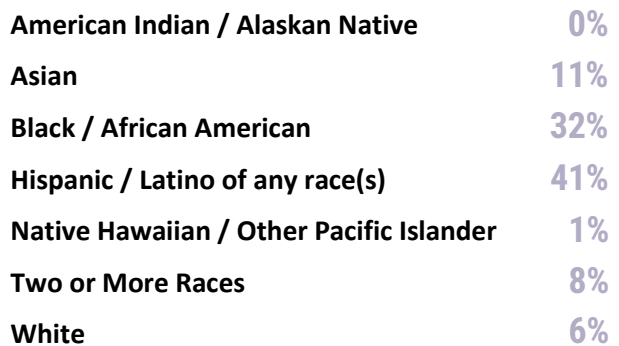 American Indian / Alaskan Native 0%
Asian 11%
Black / African American 32%
Hispanic / Latino of any race(s) 41%
Native Hawaiian / Other Pacific Islander 1%
Two or More Races 8%
White 6%